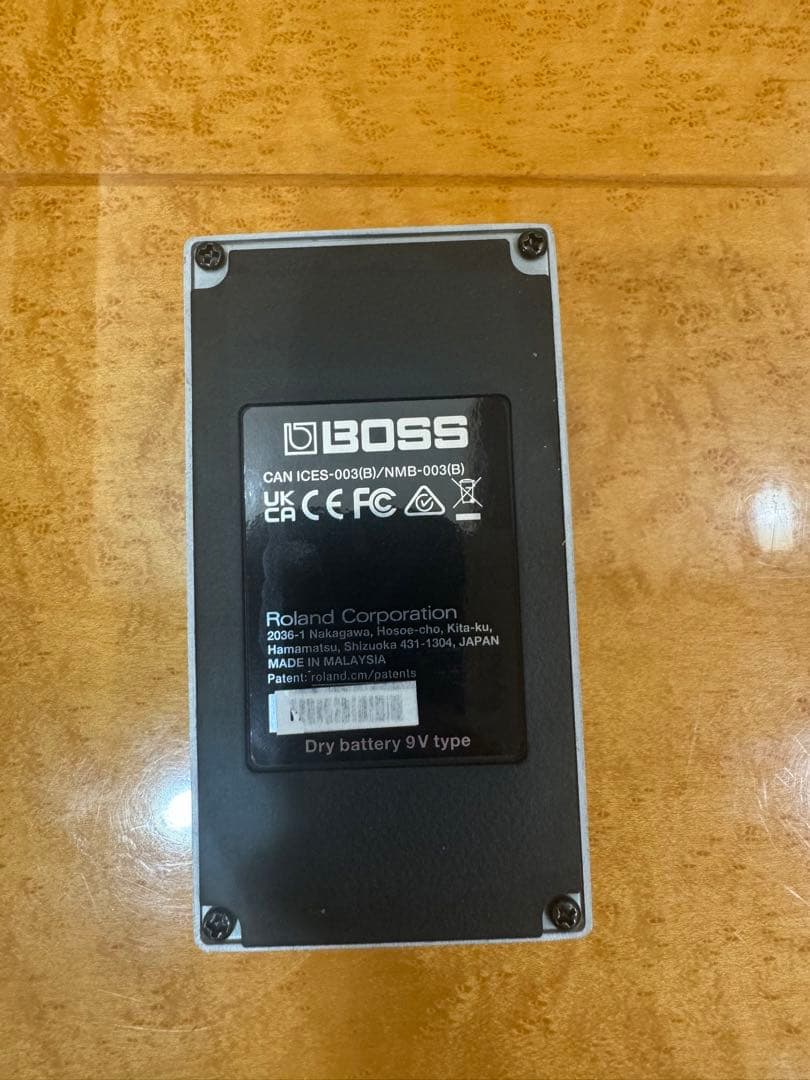 BOSS
CAN ICES-003(B)/NMB-003(B)
UK
CA CE FC
Roland Corporation
2036-1 Nakagawa, Hosoe-cho, Kita-ku,
Hamamatsu, Shizuoka 431-1304, JAPAN
MADE IN MALAYSIA
Patent: roland.cm/patents
Dry battery 9V type